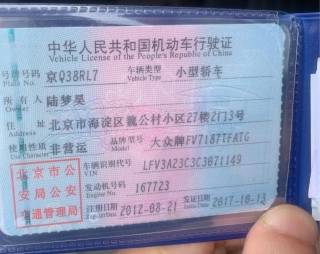 中华人民共和国机动车行驶证
Vehicle License of the People's Republic of China
号牌号码 京Q38RL7 车辆类型 小型轿车
Plate No. Vehicle Type
所有人 陆梦昊
Owner
住址 北京市海淀区魏公村小区27楼2门3号
Address
使用性质 非营运 品牌型号 大众牌FV7187TFATG
Use Character Model
北京市公
安局公安
交通管理局
车辆识别代号 LFV3A23C3C3071149
VIN
发动机号码 167723
Engine No.
注册日期 2012-08-21 发证日期 2017-10-13
Register Date Issue Date